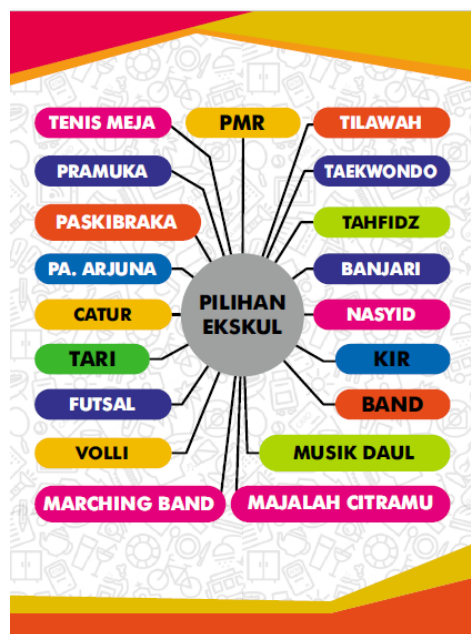 TENIS MEJA
PMR
TILAWAH
PRAMUKA
TAEKWONDO
PASKIBRAKA
TAHFIDZ
PA. ARJUNA
BANJARI
PILIHAN
EKSKUL
CATUR
NASYID
TARI
KIR
FUTSAL
BAND
VOLLI
MUSIK DAUL
MARCHING BAND
MAJALAH CITRAMU